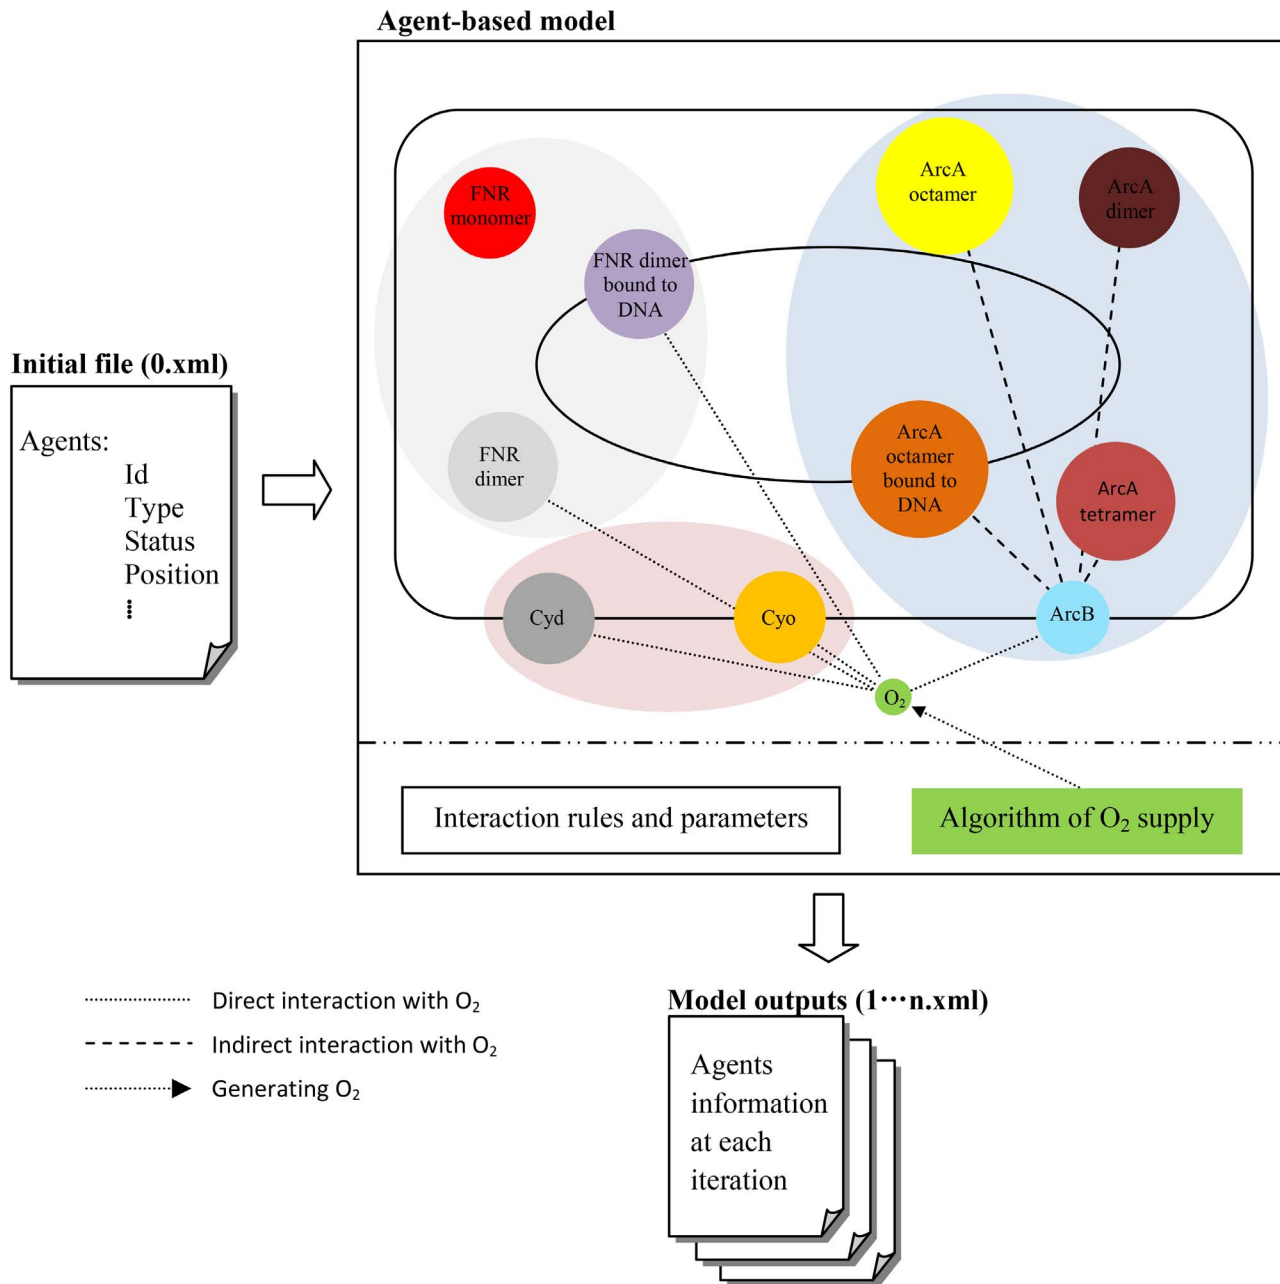 Agent-based model
FNR
monomer
FNR dimer
bound to
DNA
FNR
dimer
ArcA
octamer
ArcA
dimer
ArcA
octamer
bound to
DNA
ArcA
tetramer
Cyd
Cyo
ArcB
O₂
Interaction rules and parameters
Algorithm of O₂ supply
Initial file (0.xml)
Agents:
Id
Type
Status
Position
⋮
Direct interaction with O₂
Indirect interaction with O₂
Generating O₂
Model outputs (1⋯n.xml)
Agents
information
at each
iteration